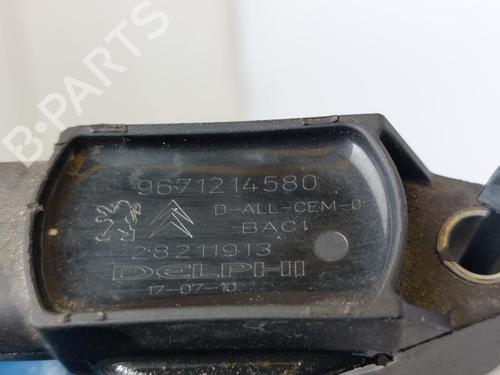 B-PARTS
9671214580
D-ALL-CEM-0
BAC1
28211913
DELPHI
17-07-10